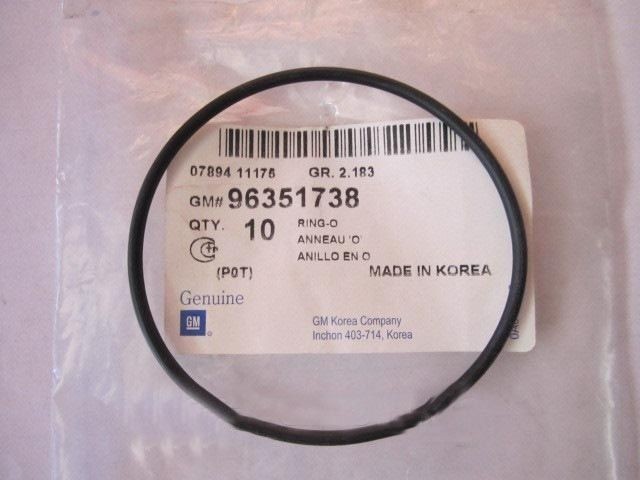 07894 11176 GR. 2.183
GM# 96351738
QTY. 10 RING-O
ANNEAU 'O'
ANILLO EN O
(P0T) MADE IN KOREA
Genuine
GM
GM Korea Company
Inchon 403-714, Korea